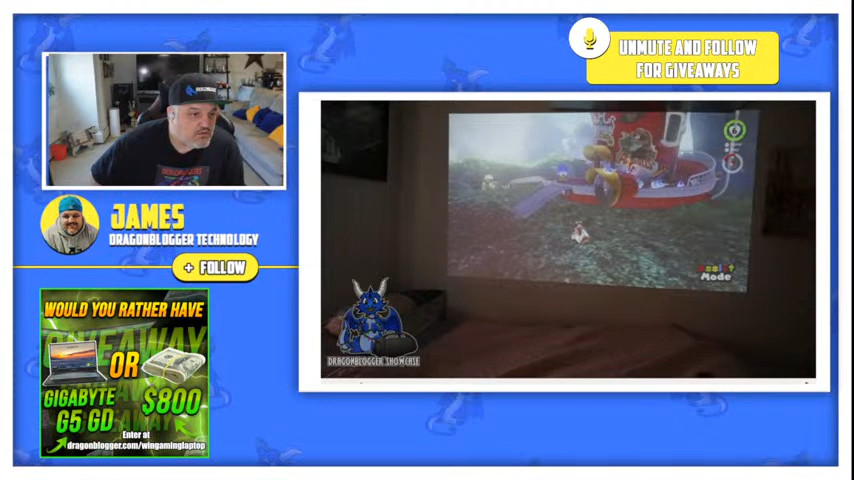 UNMUTE AND FOLLOW
FOR GIVEAWAYS
JAMES
DRAGONBLOGGER TECHNOLOGY
+ FOLLOW
WOULD YOU RATHER HAVE
GIVEAWAY
OR
GIGABYTE
G5 GD
$800
Enter at
dragonblogger.com/wingaminglaptop
Assist
Mode
DRAGONBLOGGER SHOWCASE